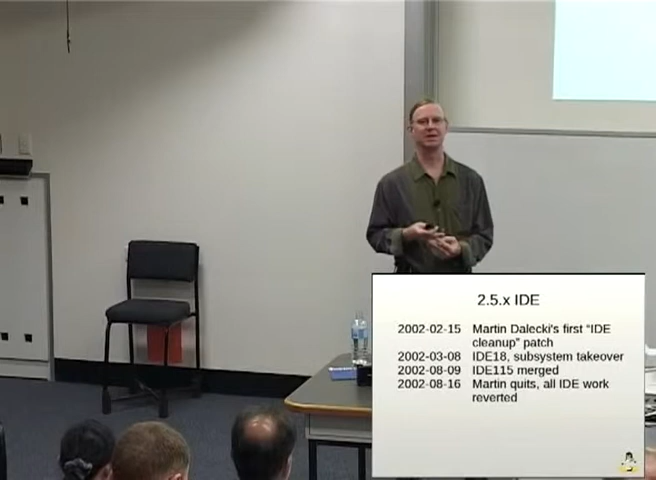 2.5.x IDE
2002-02-15 Martin Dalecki's first "IDE
cleanup" patch
2002-03-08 IDE18, subsystem takeover
2002-08-09 IDE115 merged
2002-08-16 Martin quits, all IDE work
reverted